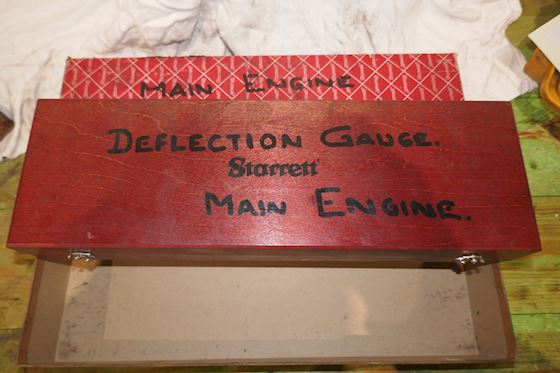 MAIN ENGINE
DEFLECTION GAUGE.
Starrett
MAIN ENGINE.